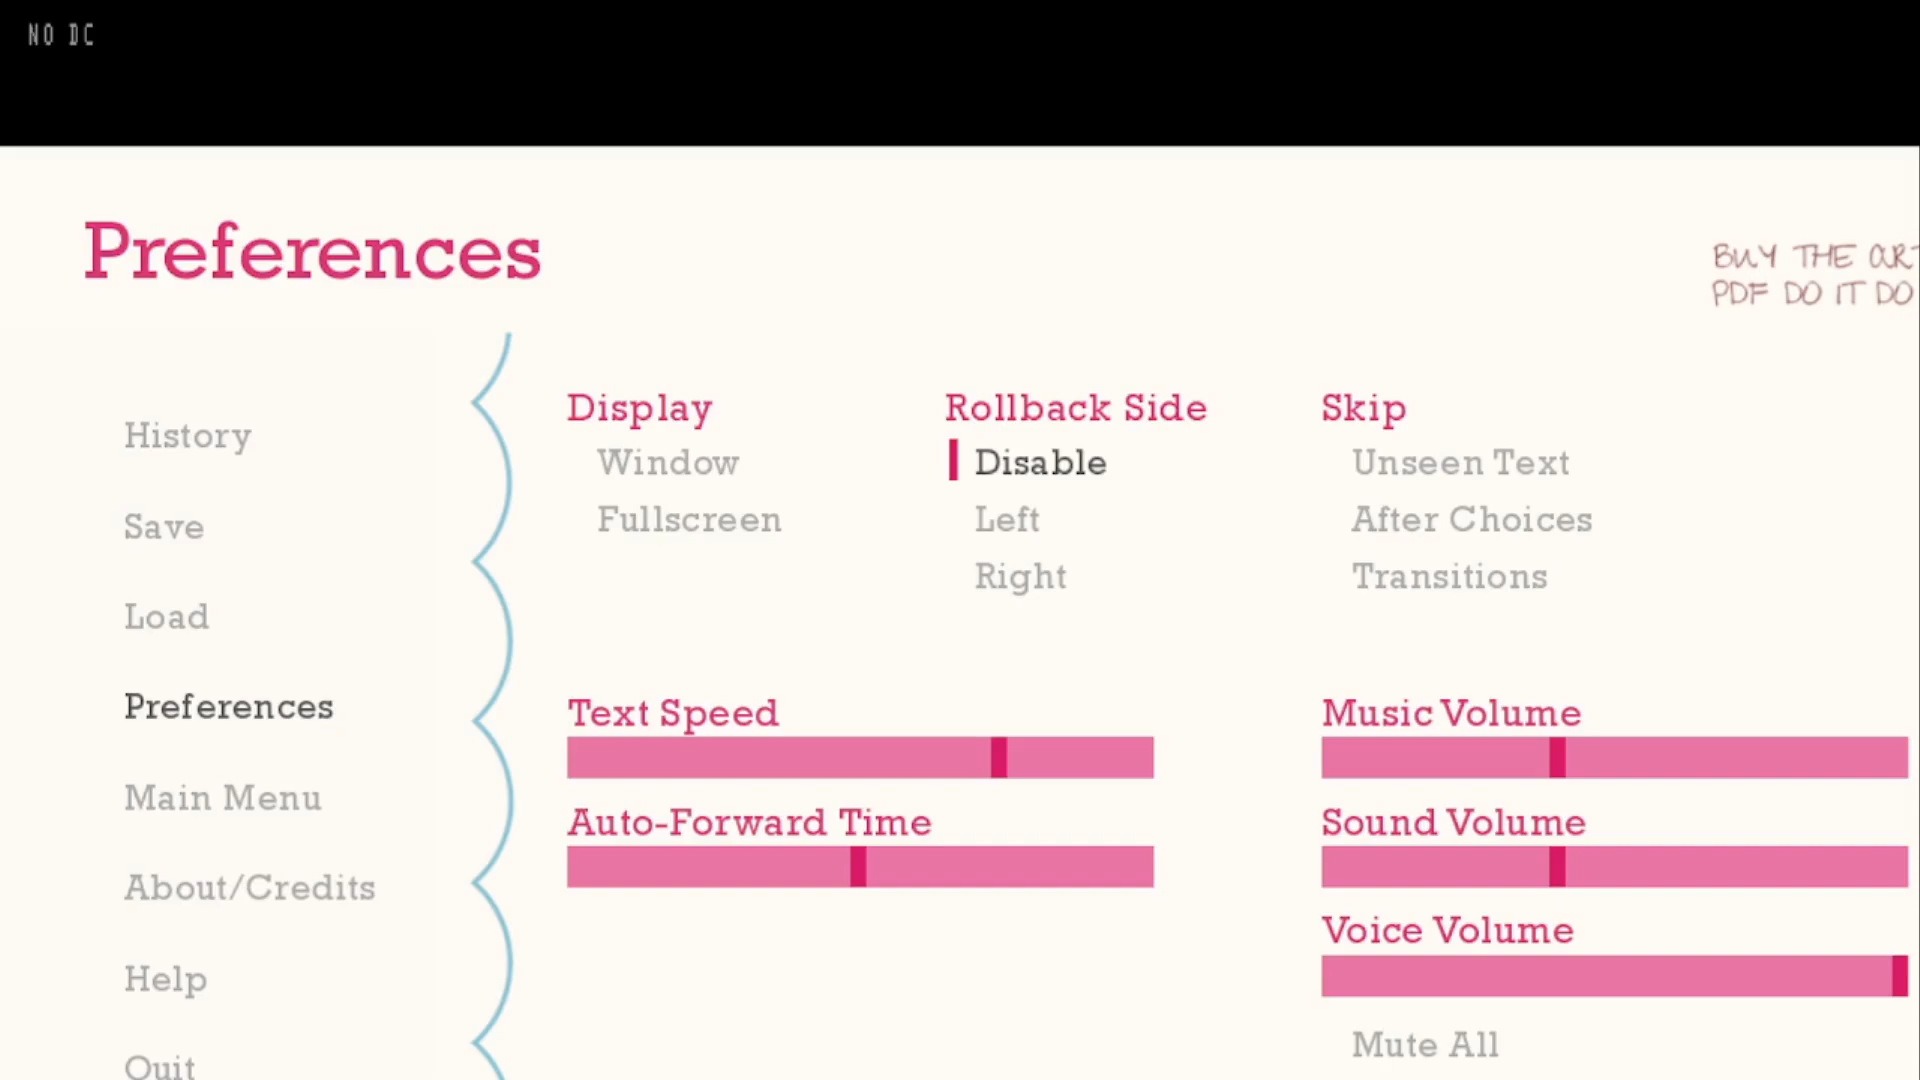 NO DC
Preferences
BUY THE ART
PDF DO IT DO
History
Save
Load
Preferences
Main Menu
About/Credits
Help
Quit
Display
Window
Fullscreen
Rollback Side
Disable
Left
Right
Skip
Unseen Text
After Choices
Transitions
Text Speed
Auto-Forward Time
Music Volume
Sound Volume
Voice Volume
Mute All